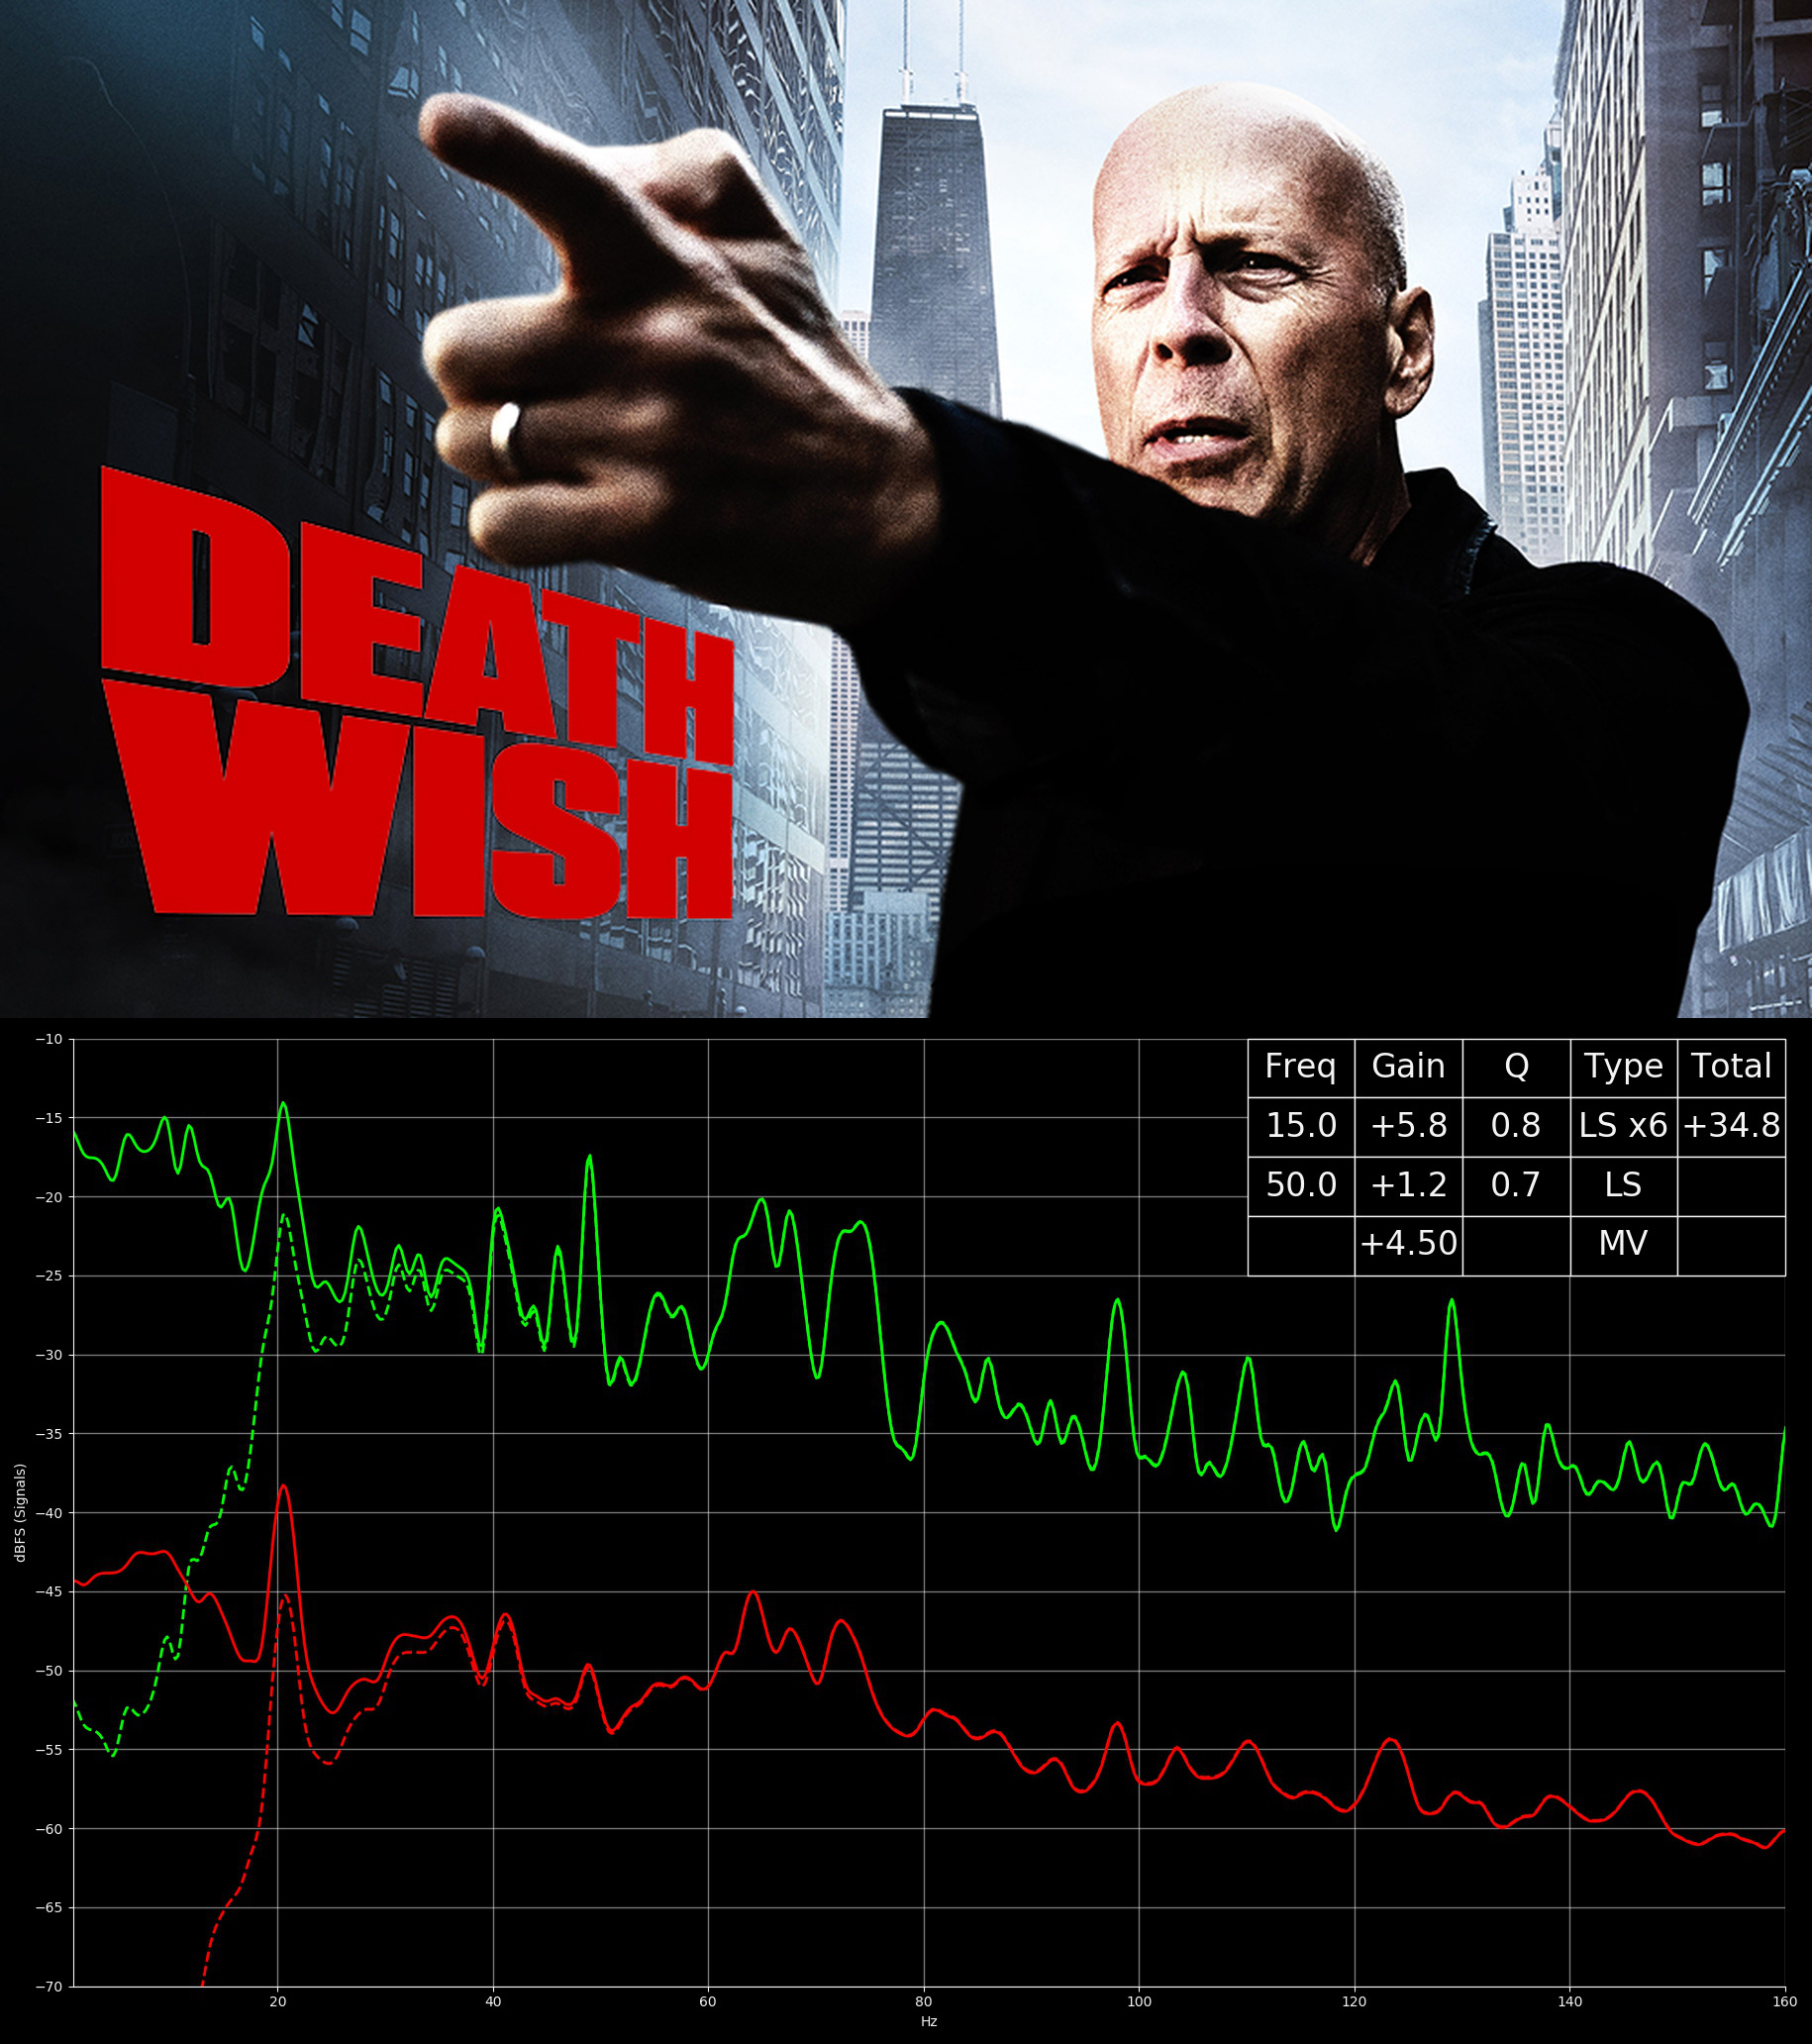 DEATH
WISH
Freq Gain Q Type Total
15.0 +5.8 0.8 LS x6 +34.8
50.0 +1.2 0.7 LS
+4.50 MV
−10
−15
−20
−25
−30
−35
−40
−45
−50
−55
−60
−65
−70
dBFS (Signals)
20 40 60 80 100 120 140 160
Hz